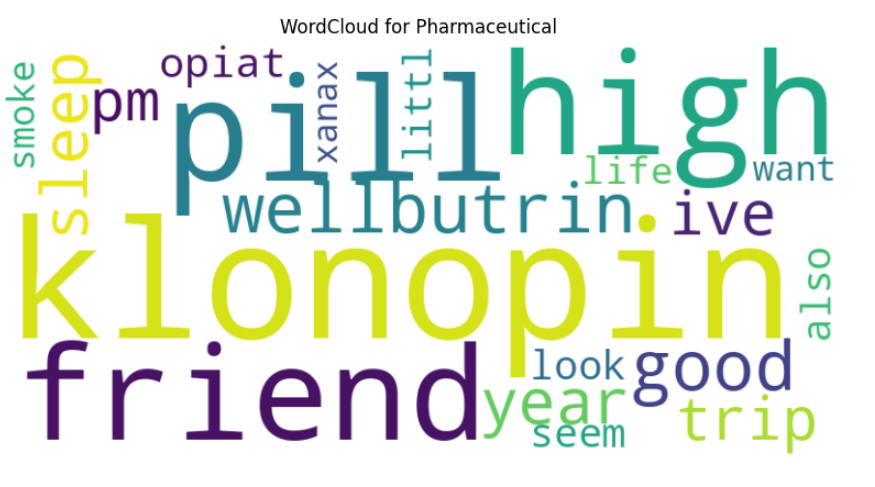 WordCloud for Pharmaceutical
smoke
sleep
pm
opiat
pill
xanax
littl
high
life
want
wellbutrin
ive
klonopin
also
friend
look
good
year
seem
trip